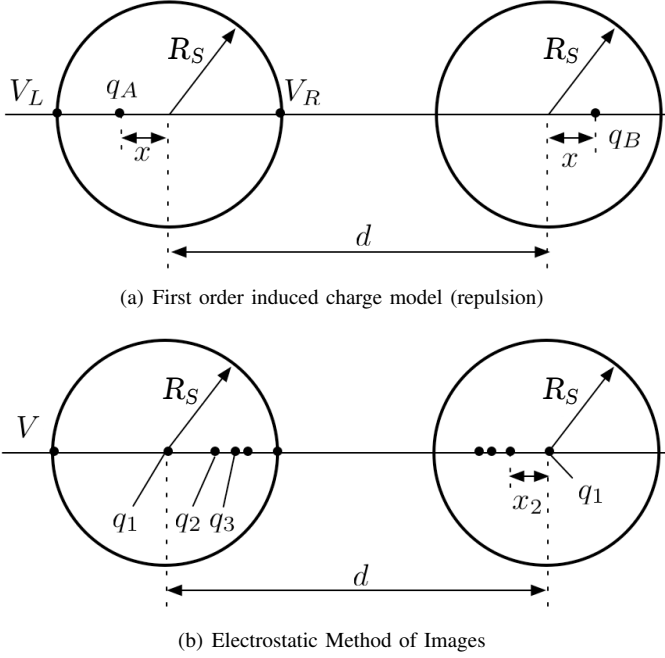 R_S R_S
V_L q_A V_R
x x q_B
d
(a) First order induced charge model (repulsion)
R_S R_S
V
q_1 q_2 q_3 x_2 q_1
d
(b) Electrostatic Method of Images